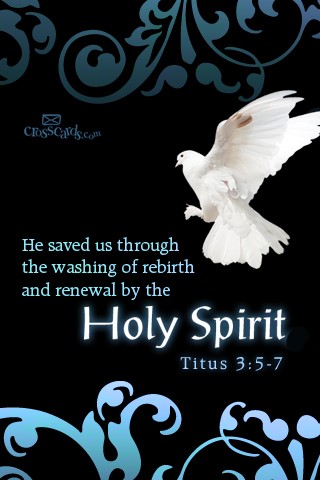 crosscards.com
He saved us through
the washing of rebirth
and renewal by the
Holy Spirit
Titus 3:5-7